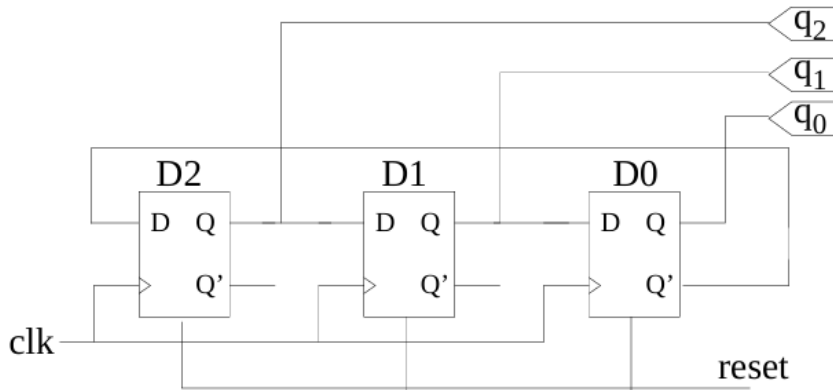 q2
q1
q0
D2 D1 D0
D Q D Q D Q
Q’ Q’ Q’
clk
reset